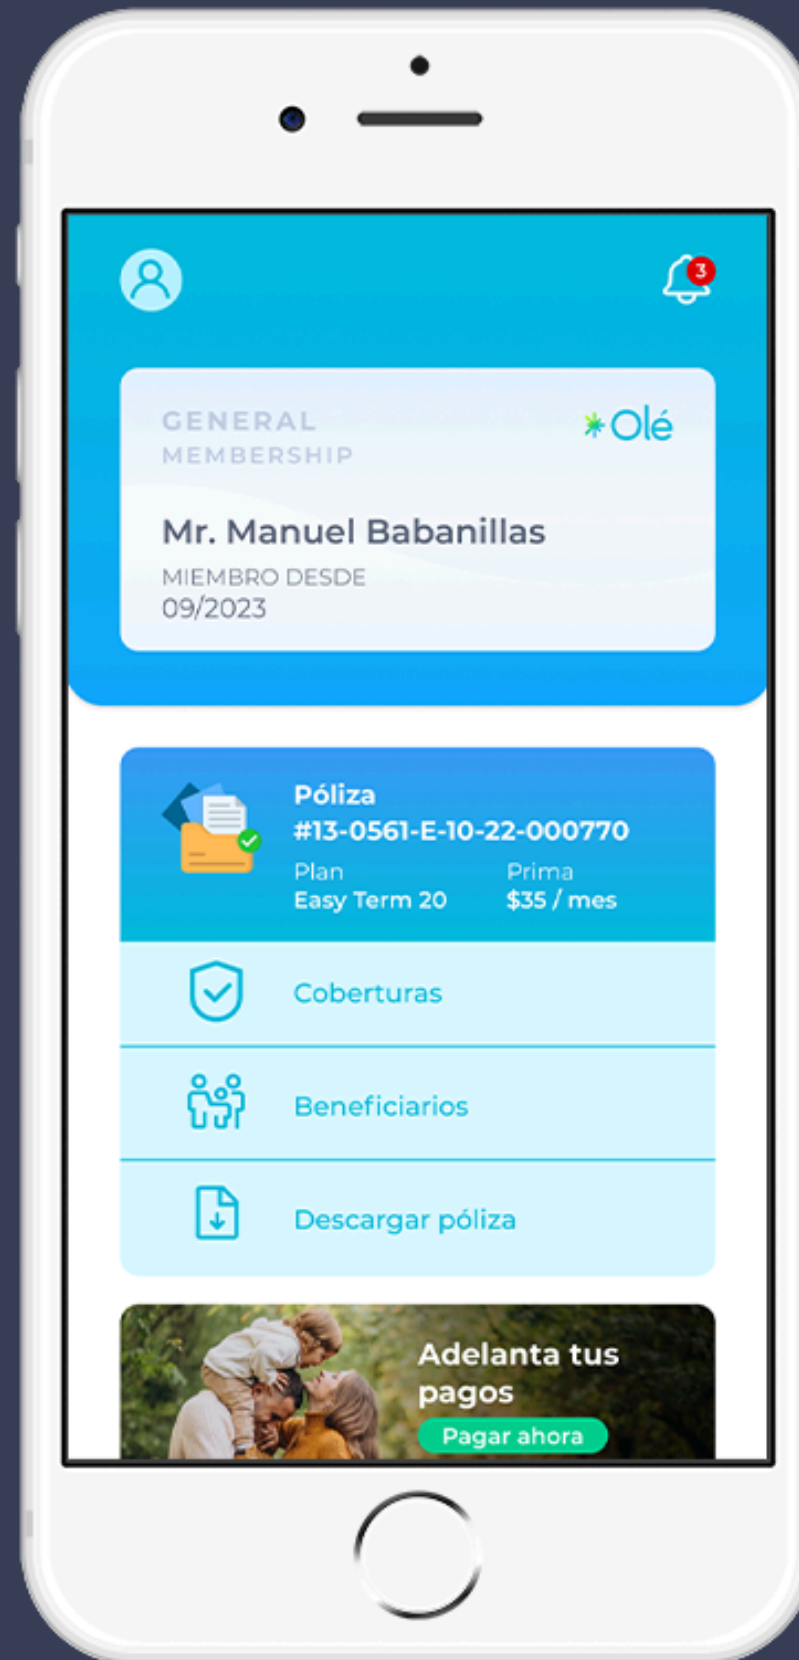 3
GENERAL
MEMBERSHIP
Olé
Mr. Manuel Babanillas
MIEMBRO DESDE
09/2023
Póliza
#13-0561-E-10-22-000770
Plan
Prima
Easy Term 20
$35 / mes
Coberturas
Beneficiarios
Descargar póliza
Adelanta tus
pagos
Pagar ahora